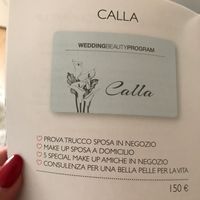 CALLA
WEDDINGBEAUTYPROGRAM
Calla
PROVA TRUCCO SPOSA IN NEGOZIO
MAKE UP SPOSA A DOMICILIO
5 SPECIAL MAKE UP AMICHE IN NEGOZIO
CONSULENZA PER UNA BELLA PELLE PER LA VITA
150 €